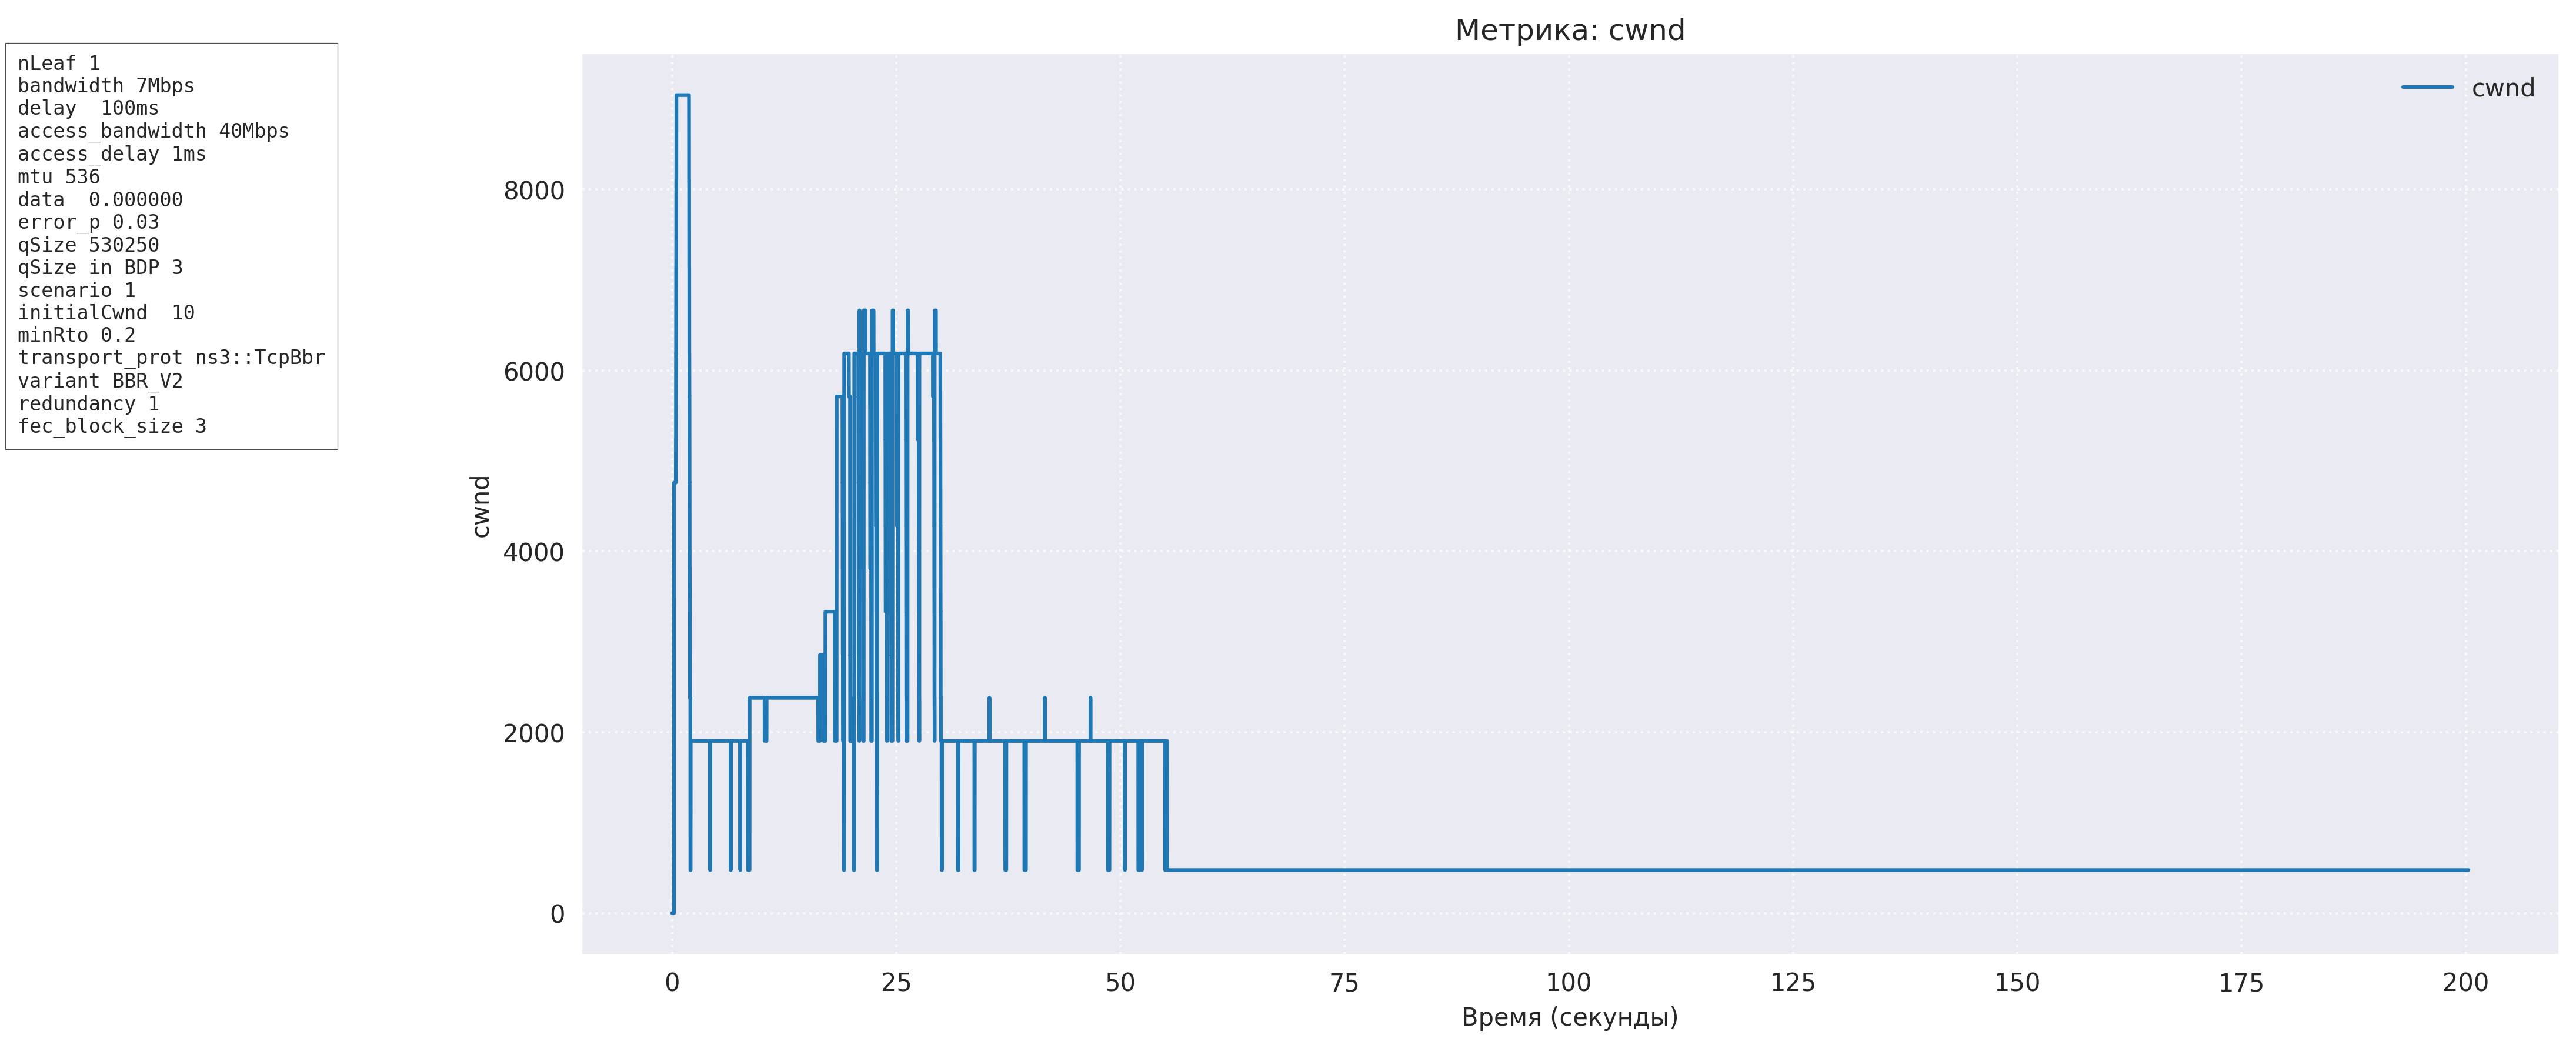 Метрика: cwnd
nLeaf 1
bandwidth 7Mbps
delay  100ms
access_bandwidth 40Mbps
access_delay 1ms
mtu 536
data  0.000000
error_p 0.03
qSize 530250
qSize in BDP 3
scenario 1
initialCwnd  10
minRto 0.2
transport_prot ns3::TcpBbr
variant BBR_V2
redundancy 1
fec_block_size 3
cwnd
cwnd
8000
6000
4000
2000
0
0 25 50 75 100 125 150 175 200
Время (секунды)